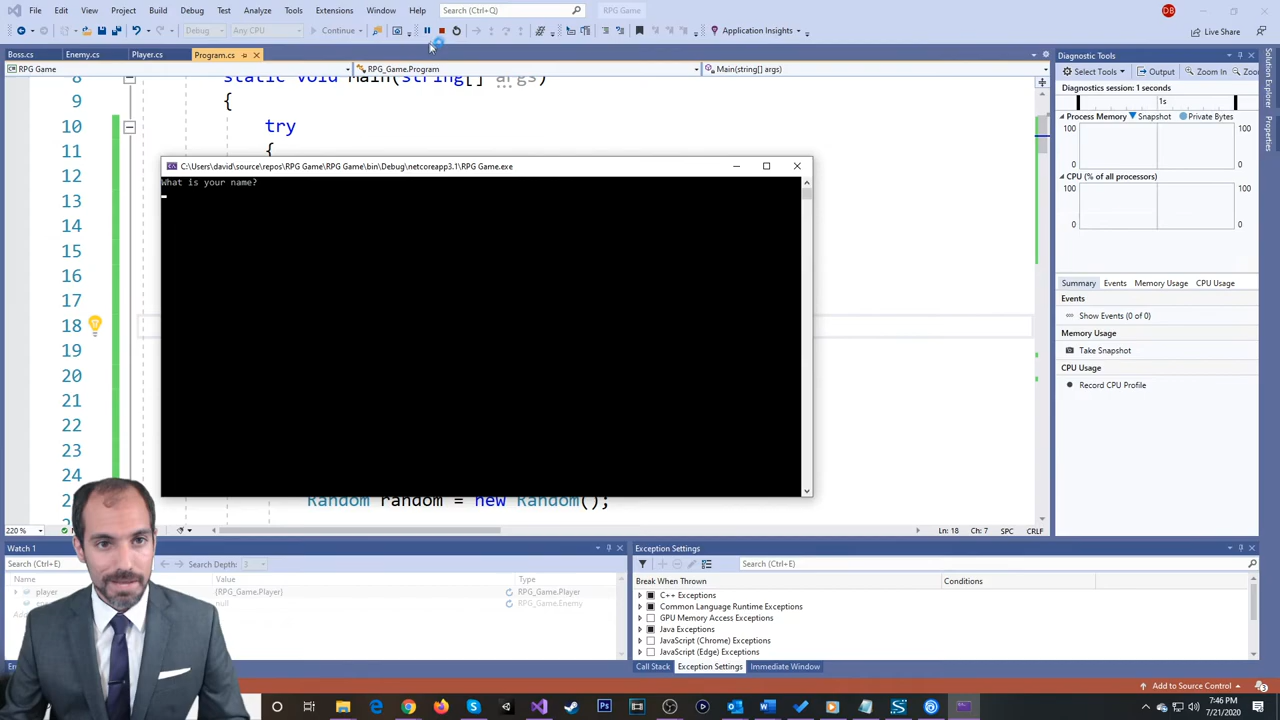 File Edit View Project Build Debug Test Analyze Tools Extensions Window Help Search (Ctrl+Q) RPG Game DB
Debug Any CPU Continue Application Insights Live Share
Boss.cs Enemy.cs Player.cs Program.cs
RPG Game RPG_Game.Program Main(string[] args)
8 static void Main(string[] args)
9 {
10 try
11 {
12
13
14
15
16
17
18
19
20
21
22
23
24
Random random = new Random();
C:\Users\david\source\repos\RPG Game\RPG Game\bin\Debug\netcoreapp3.1\RPG Game.exe
What is your name?
220 % Ln: 18 Ch: 7 SPC CRLF
Diagnostic Tools
Select Tools Output Zoom In
Diagnostics session: 1 seconds
1s
Process Memory Snapshot Private Bytes
100 100
0 0
CPU (% of all processors)
100 100
0 0
Summary Events Memory Usage CPU Usage
Events
Show Events (0 of 0)
Memory Usage
Take Snapshot
CPU Usage
Record CPU Profile
Solution Explorer
Properties
Watch 1
Search (Ctrl+E) Search Depth: 3
Name Value Type
player {RPG_Game.Player} RPG_Game.Player
null RPG_Game.Enemy
Exception Settings
Search (Ctrl+E)
Break When Thrown Conditions
C++ Exceptions
Common Language Runtime Exceptions
GPU Memory Access Exceptions
Java Exceptions
JavaScript (Chrome) Exceptions
JavaScript (Edge) Exceptions
Call Stack Exception Settings Immediate Window
Add to Source Control 3
7:46 PM
7/21/2020